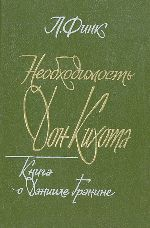 Л. Финк
Необходимость
Дон Кихота
Книга
о Данииле Гранине